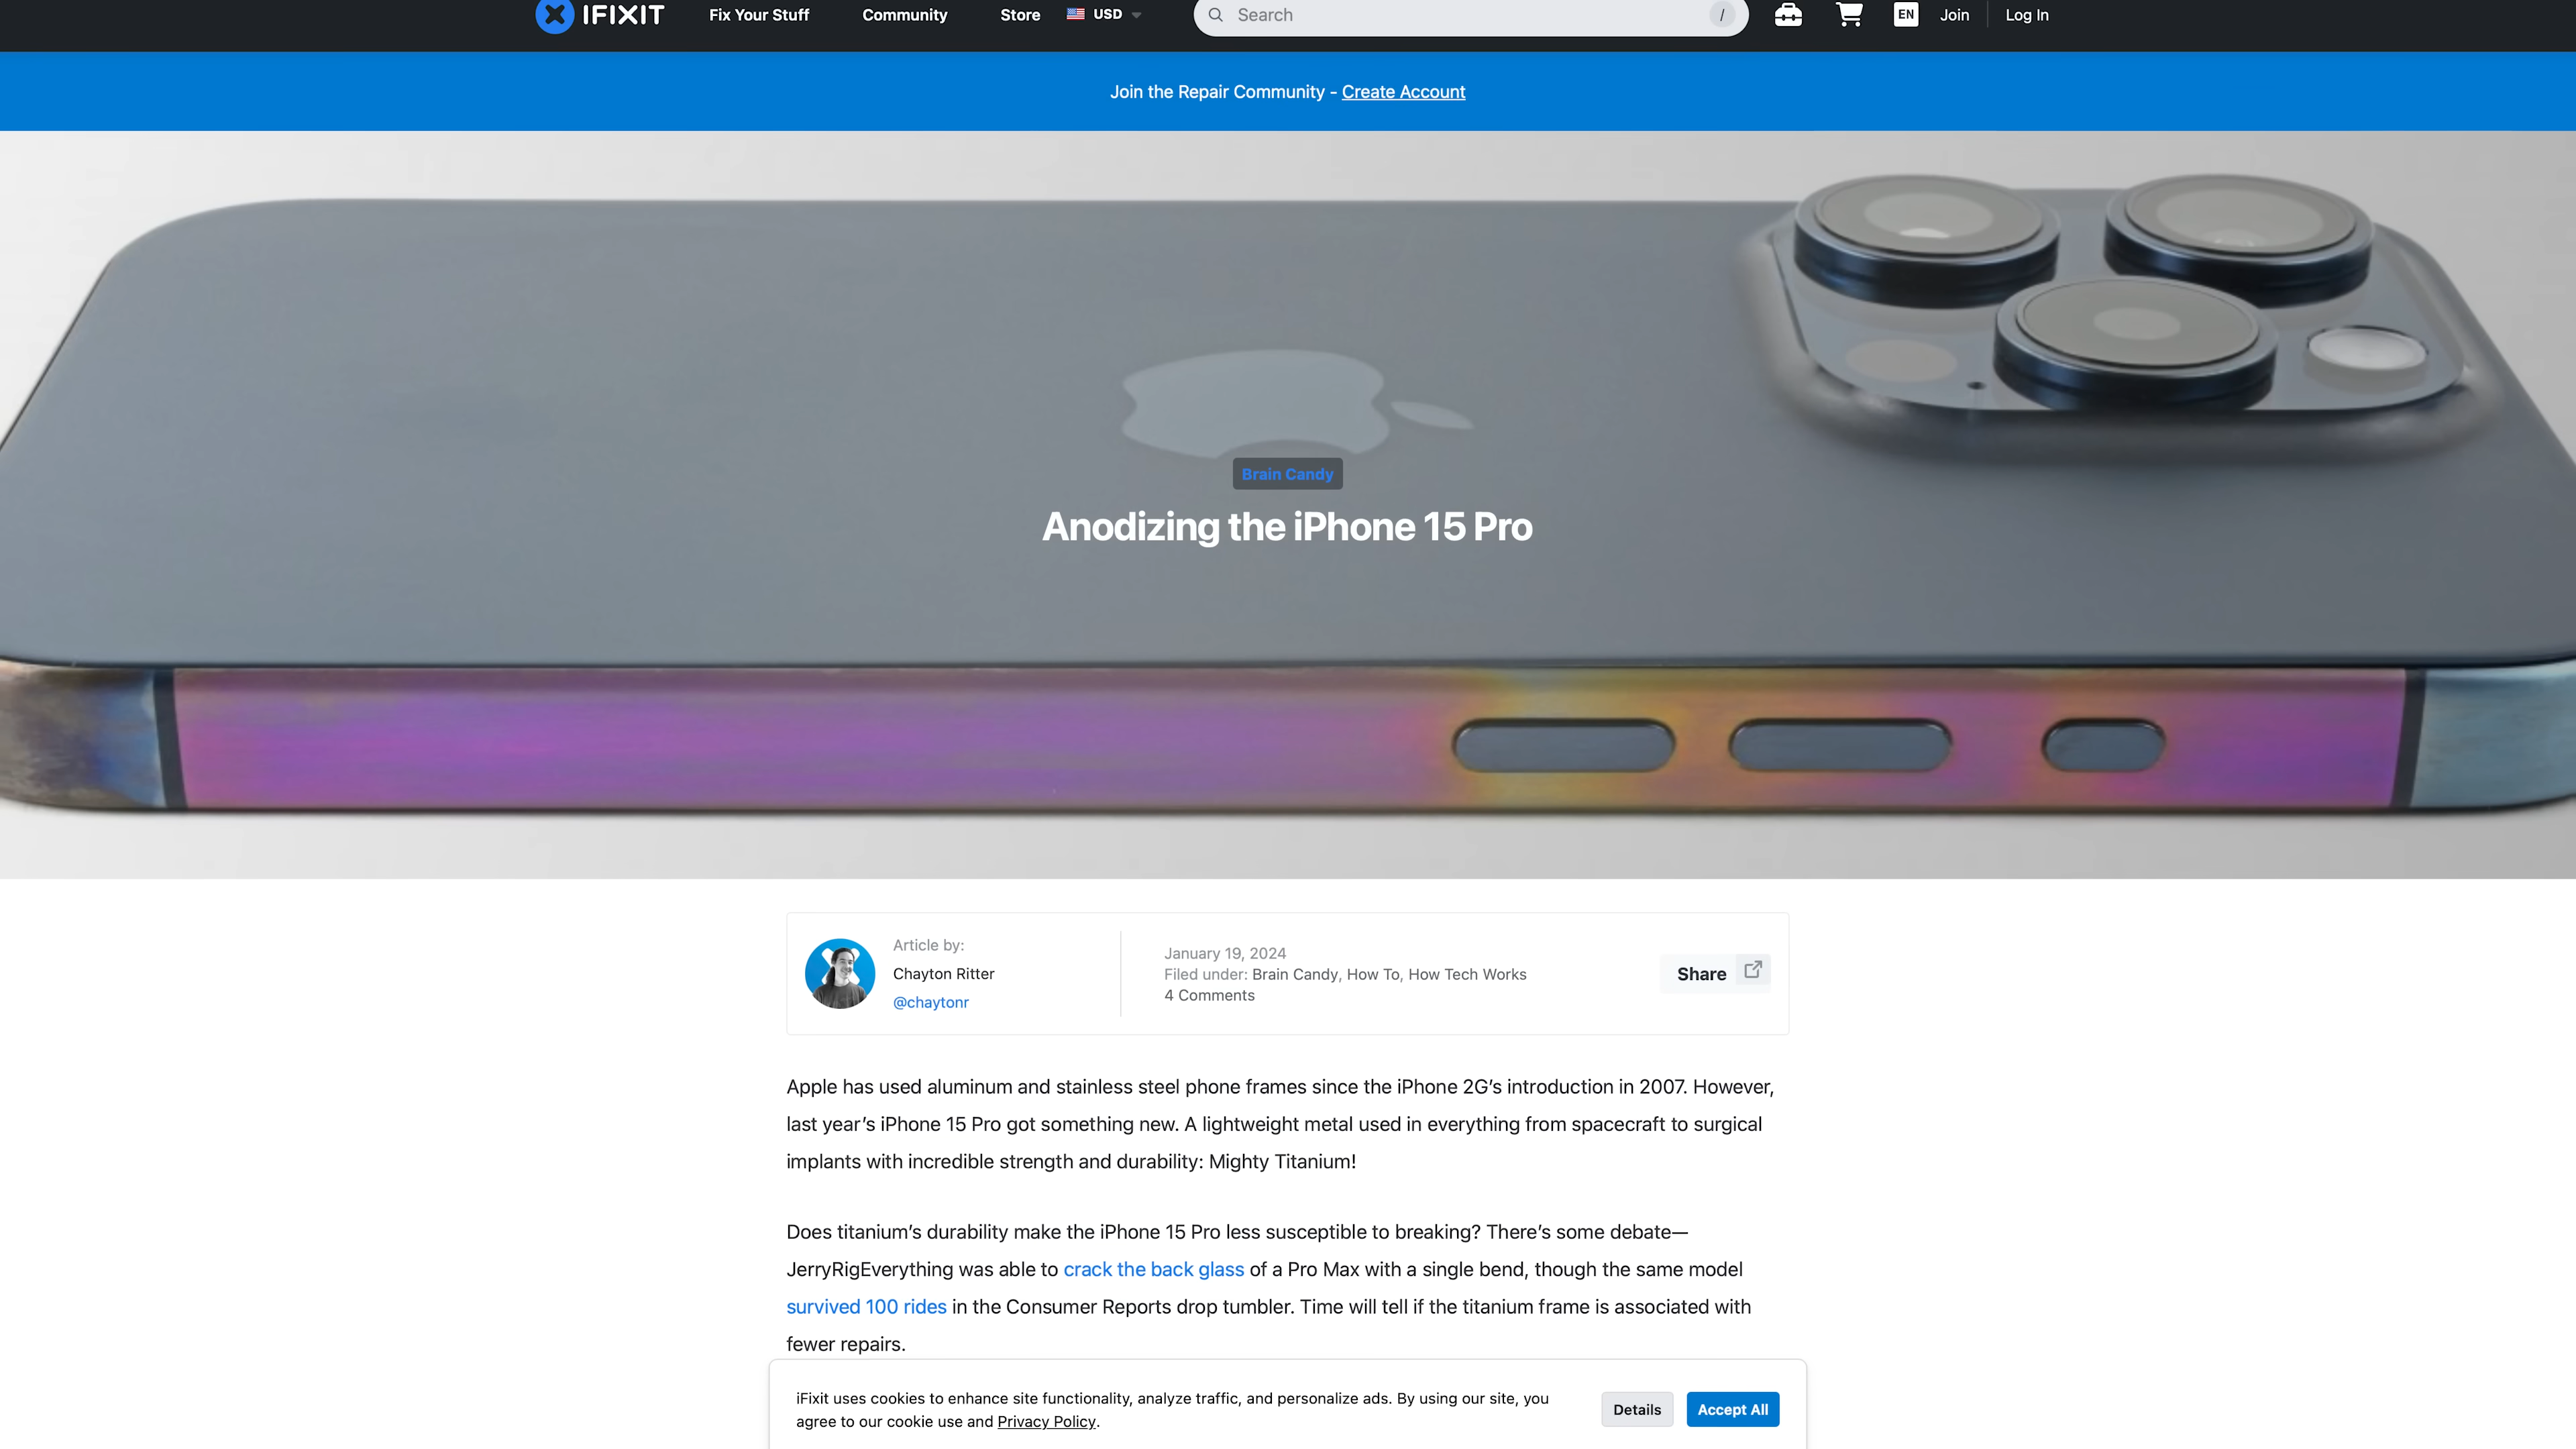 IFIXIT Fix Your Stuff Community Store USD Search / EN Join Log In
Join the Repair Community - Create Account
Brain Candy
Anodizing the iPhone 15 Pro
Article by:
Chayton Ritter
@chaytonr
January 19, 2024
Filed under: Brain Candy, How To, How Tech Works
4 Comments
Share
Apple has used aluminum and stainless steel phone frames since the iPhone 2G’s introduction in 2007. However,
last year’s iPhone 15 Pro got something new. A lightweight metal used in everything from spacecraft to surgical
implants with incredible strength and durability: Mighty Titanium!
Does titanium’s durability make the iPhone 15 Pro less susceptible to breaking? There’s some debate—
JerryRigEverything was able to crack the back glass of a Pro Max with a single bend, though the same model
survived 100 rides in the Consumer Reports drop tumbler. Time will tell if the titanium frame is associated with
fewer repairs.
iFixit uses cookies to enhance site functionality, analyze traffic, and personalize ads. By using our site, you
agree to our cookie use and Privacy Policy.
Details
Accept All